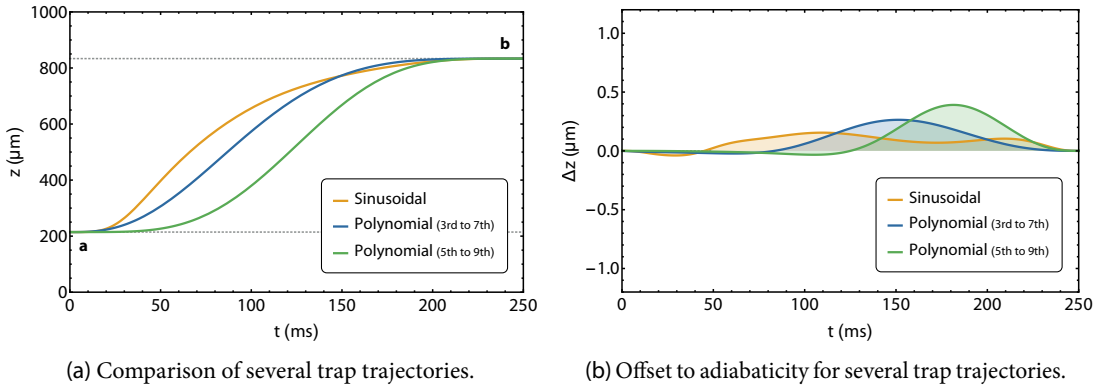 1000
800
600
400
200
0
z (μm)
b
a
Sinusoidal
Polynomial (3rd to 7th)
Polynomial (5th to 9th)
0 50 100 150 200 250
t (ms)
(a) Comparison of several trap trajectories.
1.0
0.5
0.0
−0.5
−1.0
Δz (μm)
Sinusoidal
Polynomial (3rd to 7th)
Polynomial (5th to 9th)
0 50 100 150 200 250
t (ms)
(b) Offset to adiabaticity for several trap trajectories.